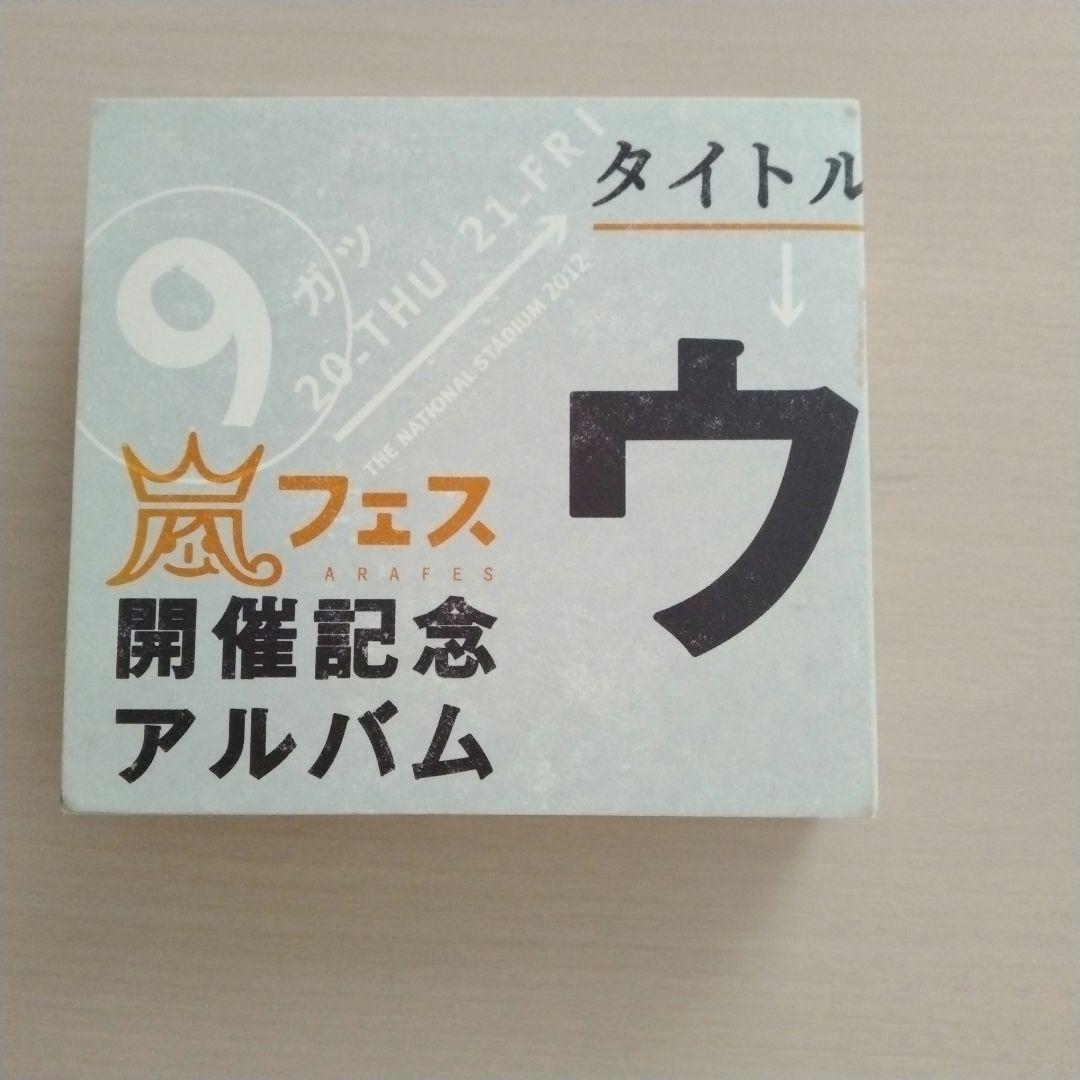 9
ガツ
20-THU 21-FRI
THE NATIONAL STADIUM 2012
タイトル
↓
ウ
嵐フェス
ARAFES
開催記念
アルバム